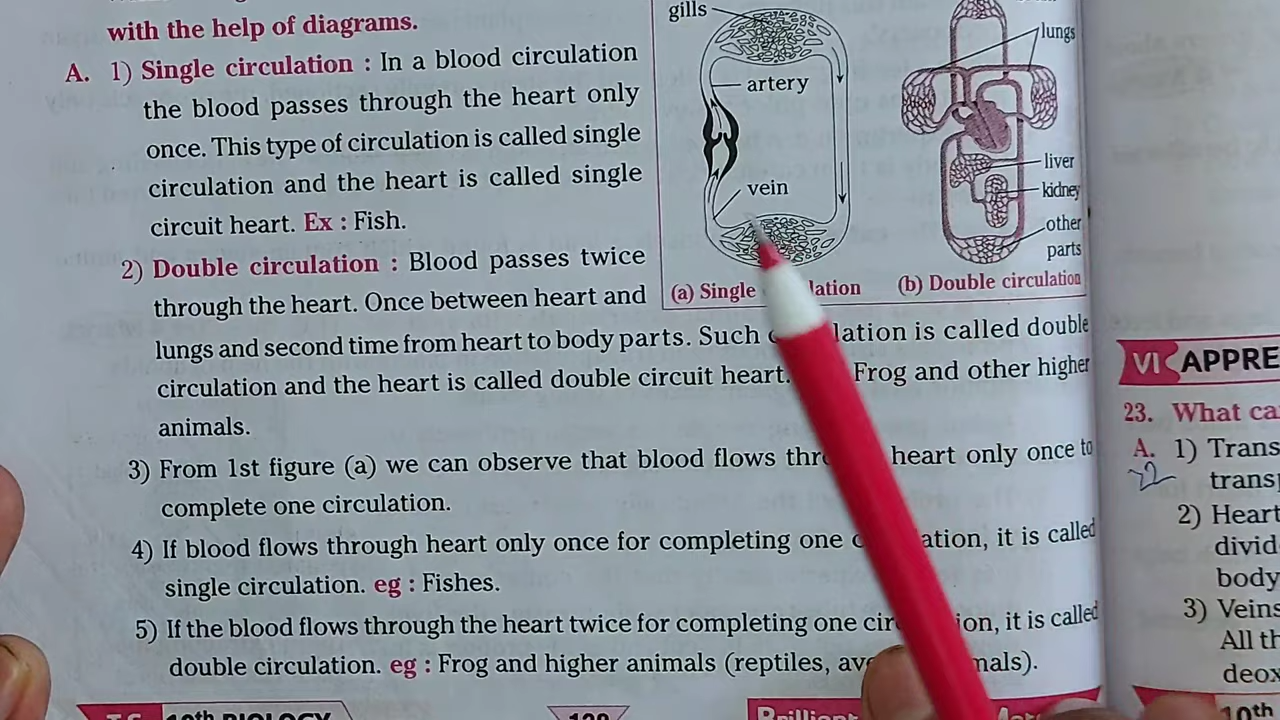 with the help of diagrams.
A. 1) Single circulation : In a blood circulation
the blood passes through the heart only
once. This type of circulation is called single
circulation and the heart is called single
circuit heart. Ex : Fish.
2) Double circulation : Blood passes twice
through the heart. Once between heart and
lungs and second time from heart to body parts. Such lation is called double
circulation and the heart is called double circuit heart. Frog and other higher
animals.
3) From 1st figure (a) we can observe that blood flows heart only once to
complete one circulation.
4) If blood flows through heart only once for completing one ation, it is called
single circulation. eg : Fishes.
5) If the blood flows through the heart twice for completing one ion, it is called
double circulation. eg : Frog and higher animals (reptiles, mals).
gills
artery
vein
(a) Single lation
lungs
liver
kidney
other
parts
(b) Double circulation
VI APPRE
23. What ca
A. 1) Trans
trans
2) Heart
divid
body
3) Veins
All th
deox
10th BIOLOGY
10th